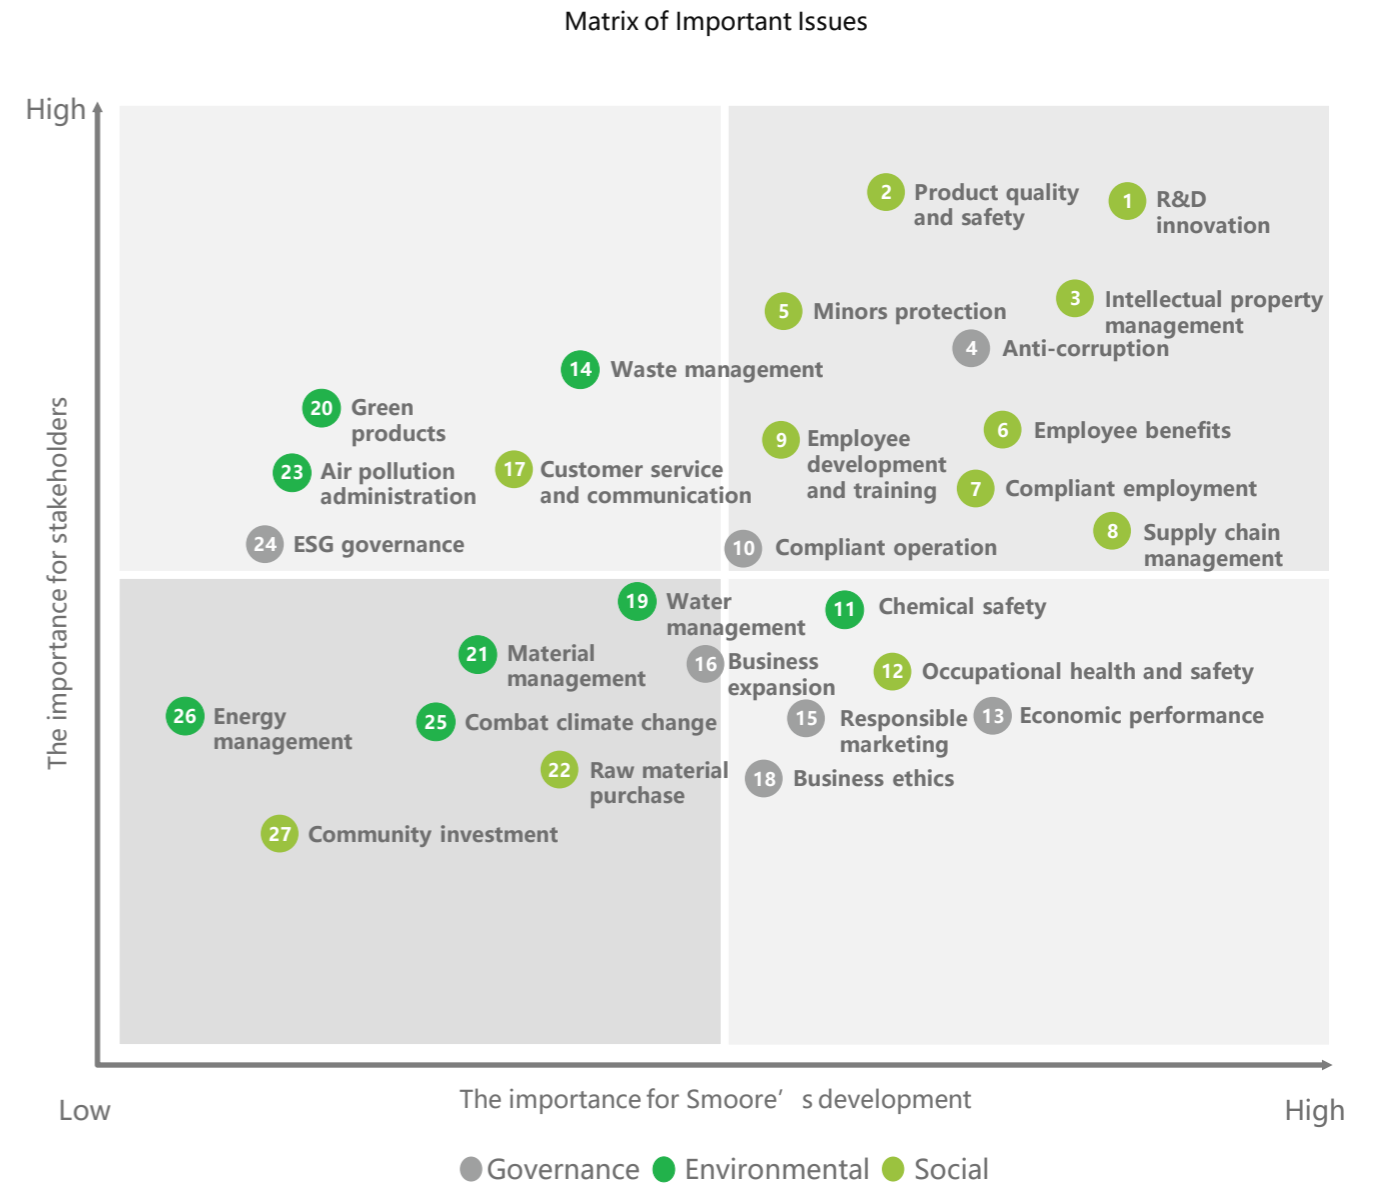 Matrix of Important Issues
High
The importance for stakeholders
2 Product quality
and safety
1 R&D
innovation
5 Minors protection
3 Intellectual property
management
4 Anti-corruption
14 Waste management
20 Green
products
9 Employee
development
and training
6 Employee benefits
23 Air pollution
administration
17 Customer service
and communication
7 Compliant employment
24 ESG governance
10 Compliant operation
8 Supply chain
management
19 Water
management
11 Chemical safety
21 Material
management
16 Business
expansion
12 Occupational health and safety
26 Energy
management
25 Combat climate change
15 Responsible
marketing
13 Economic performance
22 Raw material
purchase
18 Business ethics
27 Community investment
Low
The importance for Smoore’ s development
High
Governance Environmental Social